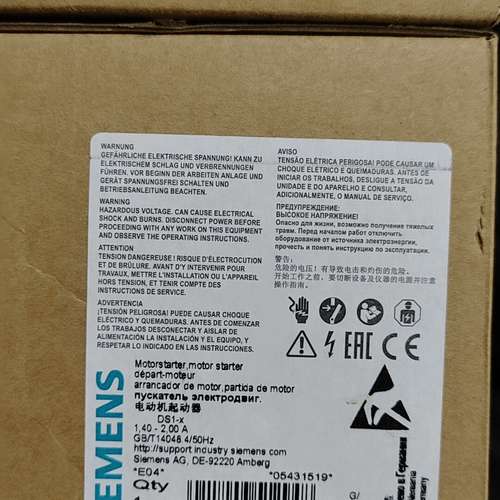 WARNUNG
GEFÄHRLICHE ELEKTRISCHE SPANNUNG! KANN ZU
ELEKTRISCHEM SCHLAG UND VERBRENNUNGEN
FÜHREN. VOR BEGINN DER ARBEITEN ANLAGE UND
GERÄT SPANNUNGSFREI SCHALTEN UND
BETRIEBSANLEITUNG BEACHTEN.
WARNING
HAZARDOUS VOLTAGE. CAN CAUSE ELECTRICAL
SHOCK AND BURNS. DISCONNECT POWER BEFORE
PROCEEDING WITH ANY WORK ON THIS EQUIPMENT
AND OBSERVE THE OPERATING INSTRUCTIONS.
ATTENTION
TENSION DANGEREUSE ! RISQUE D'ÉLECTROCUTION
ET DE BRÛLURE. AVANT D'Y INTERVENIR POUR
TRAVAUX, METTRE L'INSTALLATION OU L'APPAREIL
HORS TENSION, ET TENIR COMPTE DES
INSTRUCTIONS DE SERVICE.
ADVERTENCIA
¡TENSIÓN PELIGROSA! PUEDE CAUSAR CHOQUE
ELÉCTRICO Y QUEMADURAS. ANTES DE COMENZAR
LOS TRABAJOS DESCONECTAR Y AISLAR DE
ALIMENTACIÓN LA INSTALACIÓN Y EL EQUIPO, Y
RESPETAR LO INDICADO EN LAS INSTRUCCIONES.
AVISO
TENSÃO ELÉTRICA PERIGOSA! PODE CAUSAR UM
CHOQUE ELÉTRICO E QUEIMADURAS. ANTES DE
INICIAR OS TRABALHOS, DESLIGUE A TENSÃO DA
UNIDADE E DO APARELHO E CONSULTAR,
ADICIONALMENTE, O MANUAL DE SERVIÇO.
ПРЕДУПРЕЖДЕНИЕ:
ВЫСОКОЕ НАПРЯЖЕНИЕ!
Опасно для жизни, возможно получения тяжелых
травм. Перед началом работ отключить
оборудование от источника электроэнергии,
прочесть и понять инструкцию по эксплуатации.
警告:
危险的电压!有导致电击和灼伤的危险。
开始工作之前,要切断设备及仪器的电源并注意
操作指南。
EAC CE
SIEMENS
Motorstarter,motor starter
départ-moteur
arrancador de motor,partida de motor
пускатель электродвиг.
电动机起动器
DS1-x
1,40 - 2,00 A
GB/T14048.4/50Hz
http://support.industry.siemens.com
Siemens AG, DE-92220 Amberg
*E04* *05431519*
Qty
G/
но в Германии